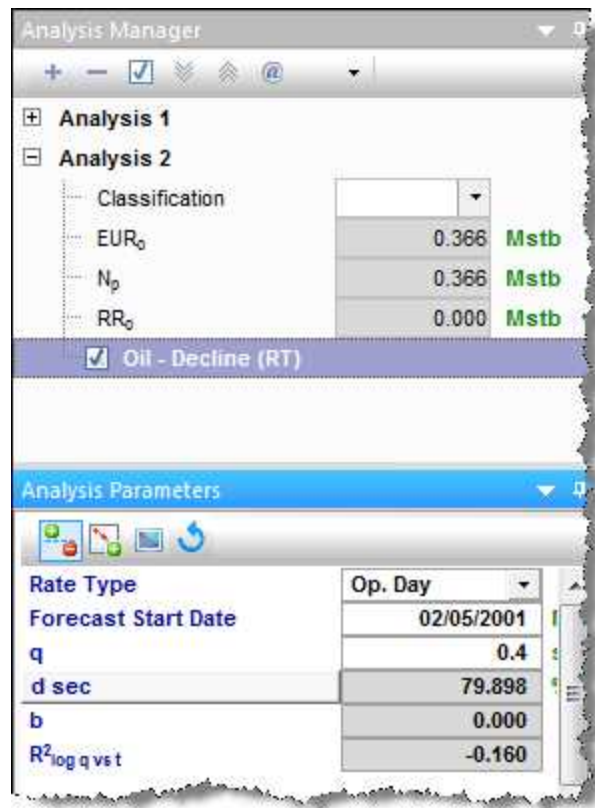 Analysis Manager
Analysis 1
Analysis 2
Classification
EURo 0.366 Mstb
Np 0.366 Mstb
RRo 0.000 Mstb
Oil - Decline (RT)
Analysis Parameters
Rate Type Op. Day
Forecast Start Date 02/05/2001
q 0.4
d sec 79.898
b 0.000
R2log q vs t -0.160